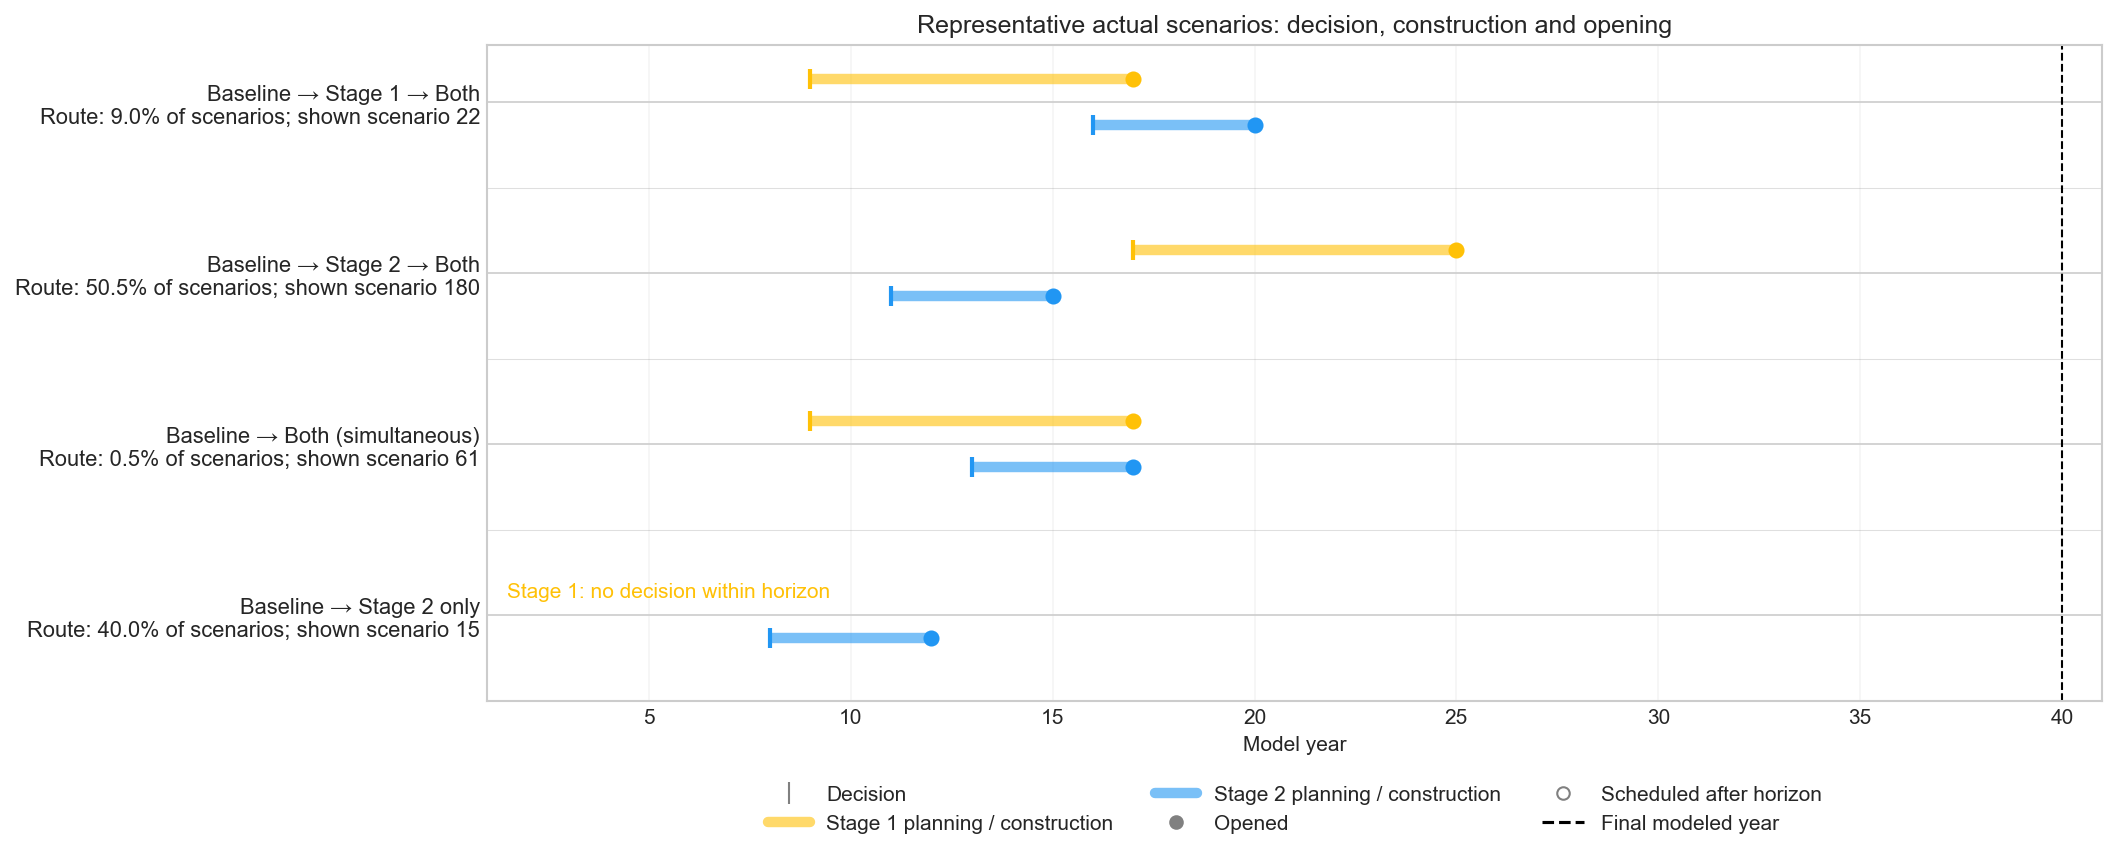 Representative actual scenarios: decision, construction and opening
Baseline → Stage 1 → Both
Route: 9.0% of scenarios; shown scenario 22
Baseline → Stage 2 → Both
Route: 50.5% of scenarios; shown scenario 180
Baseline → Both (simultaneous)
Route: 0.5% of scenarios; shown scenario 61
Stage 1: no decision within horizon
Baseline → Stage 2 only
Route: 40.0% of scenarios; shown scenario 15
5 10 15 20 25 30 35 40
Model year
Decision
Stage 1 planning / construction
Stage 2 planning / construction
Opened
Scheduled after horizon
Final modeled year